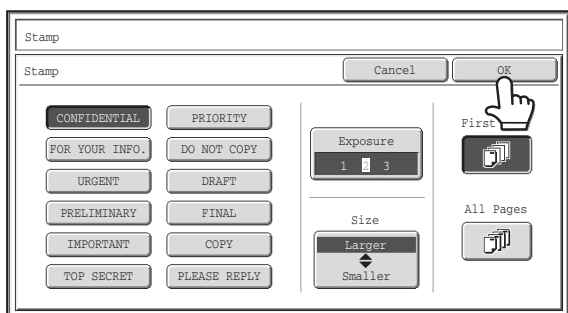 Stamp
Stamp
Cancel
OK
CONFIDENTIAL
PRIORITY
FOR YOUR INFO.
DO NOT COPY
URGENT
DRAFT
PRELIMINARY
FINAL
IMPORTANT
COPY
TOP SECRET
PLEASE REPLY
Exposure
1 2 3
Size
Larger
Smaller
First
All Pages